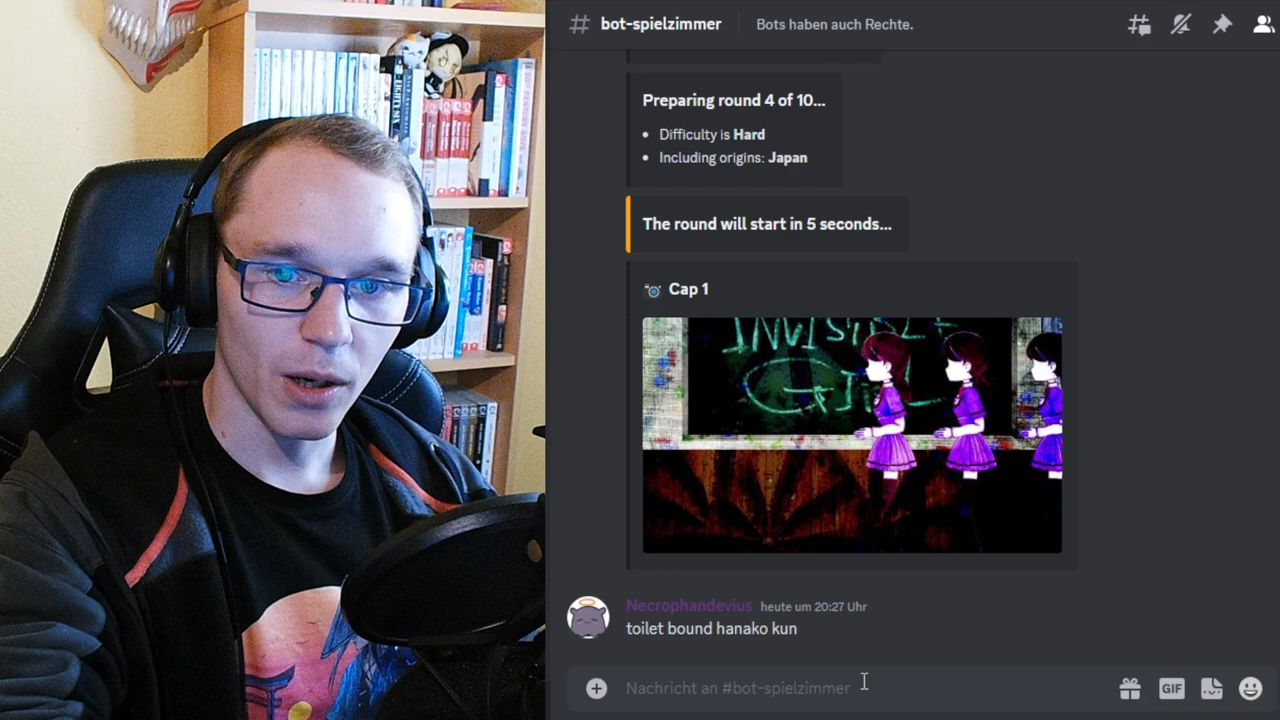 bot-spielzimmer
Bots haben auch Rechte.
Preparing round 4 of 10...
Difficulty is Hard
Including origins: Japan
The round will start in 5 seconds...
Cap 1
INVISIBLE
GIRL
Necrophandevius heute um 20:27 Uhr
toilet bound hanako kun
Nachricht an #bot-spielzimmer
GIF